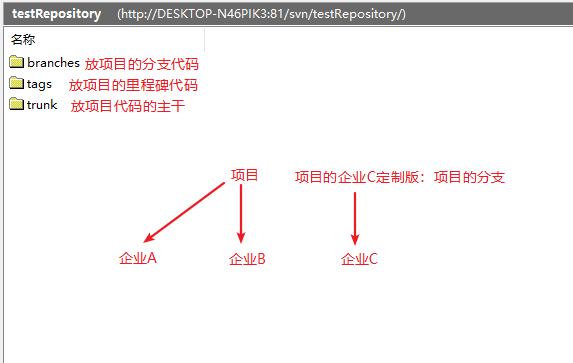 testRepository (http://DESKTOP-N46PIK3:81/svn/testRepository/)
名称
branches 放项目的分支代码
tags 放项目的里程碑代码
trunk 放项目代码的主干
项目 项目的企业C定制版：项目的分支
企业A 企业B 企业C